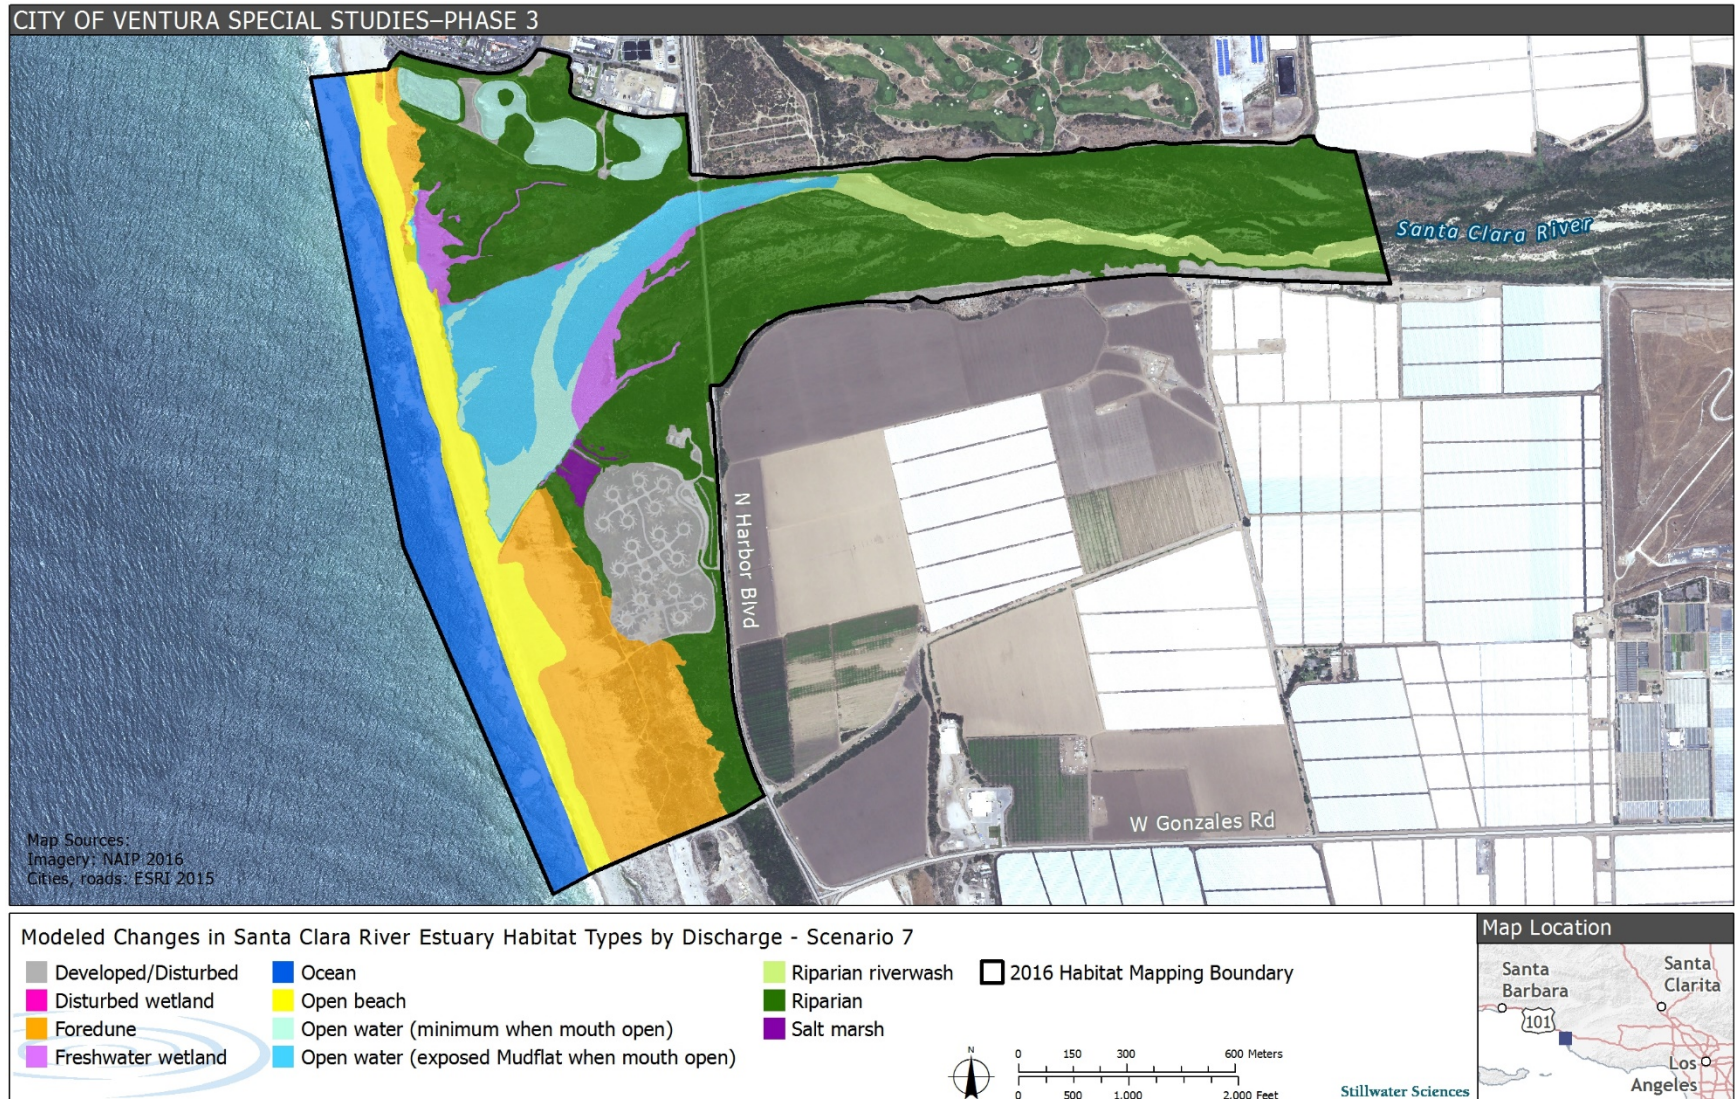 CITY OF VENTURA SPECIAL STUDIES–PHASE 3
Santa Clara River
N Harbor Blvd
W Gonzales Rd
Map Sources:
Imagery: NAIP 2016
Cities, roads: ESRI 2015
Modeled Changes in Santa Clara River Estuary Habitat Types by Discharge - Scenario 7
Developed/Disturbed
Disturbed wetland
Foredune
Freshwater wetland
Ocean
Open beach
Open water (minimum when mouth open)
Open water (exposed Mudflat when mouth open)
Riparian riverwash
Riparian
Salt marsh
2016 Habitat Mapping Boundary
N
0 150 300 600 Meters
0 500 1,000 2,000 Feet
Stillwater Sciences
Map Location
Santa
Barbara
Santa
Clarita
101
Los
Angeles